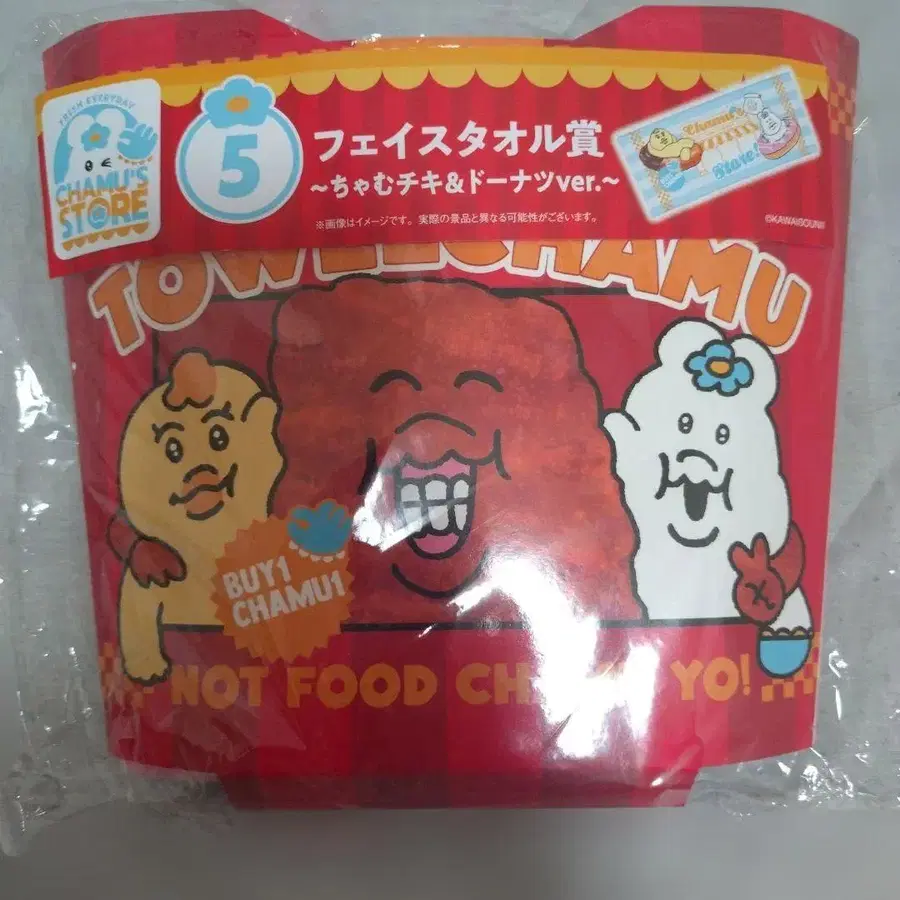 FRESH EVERYDAY
CHAMU'S
STORE
5
フェイスタオル賞
~ちゃむチキ&ドーナツver.~
※画像はイメージです。実際の景品と異なる可能性がございます。
Chamu's
Store!
©KAWAISOUNI!
TOWELCHAMU
BUY1
CHAMU1
NOT FOOD YO!